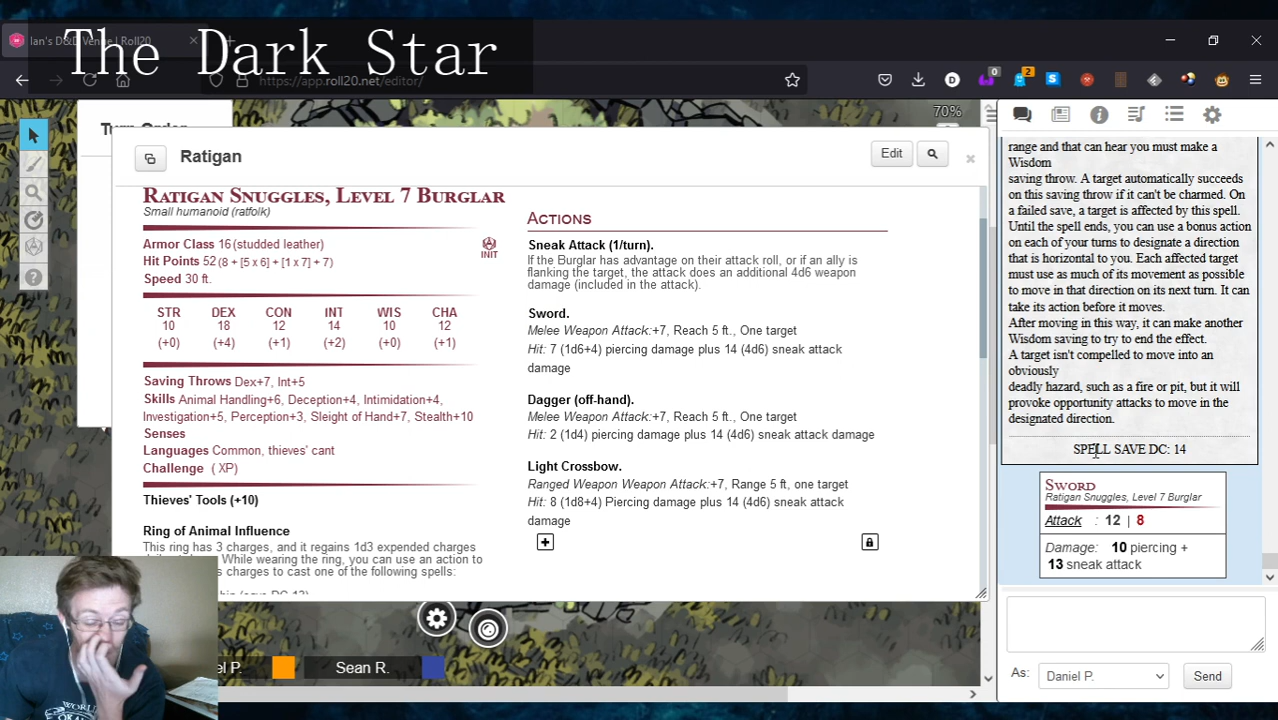 The Dark Star
Ian's D&D Venue | Roll20
https://app.roll20.net/editor/
0
2
70%
Ratigan
Edit
Ratigan Snuggles, Level 7 Burglar
Small humanoid (ratfolk)
Armor Class 16 (studded leather)
INIT
Hit Points 52 (8 + [5 x 6] + [1 x 7] + 7)
Speed 30 ft.
STR DEX CON INT WIS CHA
10 18 12 14 10 12
(+0) (+4) (+1) (+2) (+0) (+1)
Saving Throws Dex+7, Int+5
Skills Animal Handling+6, Deception+4, Intimidation+4,
Investigation+5, Perception+3, Sleight of Hand+7, Stealth+10
Senses
Languages Common, thieves' cant
Challenge ( XP)
Thieves' Tools (+10)
Ring of Animal Influence
This ring has 3 charges, and it regains 1d3 expended charges
While wearing the ring, you can use an action to
charges to cast one of the following spells:
Actions
Sneak Attack (1/turn).
If the Burglar has advantage on their attack roll, or if an ally is
flanking the target, the attack does an additional 4d6 weapon
damage (included in the attack).
Sword.
Melee Weapon Attack:+7, Reach 5 ft., One target
Hit: 7 (1d6+4) piercing damage plus 14 (4d6) sneak attack
damage
Dagger (off-hand).
Melee Weapon Attack:+7, Reach 5 ft., One target
Hit: 2 (1d4) piercing damage plus 14 (4d6) sneak attack damage
Light Crossbow.
Ranged Weapon Weapon Attack:+7, Range 5 ft, one target
Hit: 8 (1d8+4) Piercing damage plus 14 (4d6) sneak attack
damage
range and that can hear you must make a
Wisdom
saving throw. A target automatically succeeds
on this saving throw if it can't be charmed. On
a failed save, a target is affected by this spell.
Until the spell ends, you can use a bonus action
on each of your turns to designate a direction
that is horizontal to you. Each affected target
must use as much of its movement as possible
to move in that direction on its next turn. It can
take its action before it moves.
After moving in this way, it can make another
Wisdom saving to try to end the effect.
A target isn't compelled to move into an
obviously
deadly hazard, such as a fire or pit, but it will
provoke opportunity attacks to move in the
designated direction.
SPELL SAVE DC: 14
Sword
Ratigan Snuggles, Level 7 Burglar
Attack : 12 | 8
Damage: 10 piercing +
13 sneak attack
As: Daniel P.
Send
el P.
Sean R.
WORLD